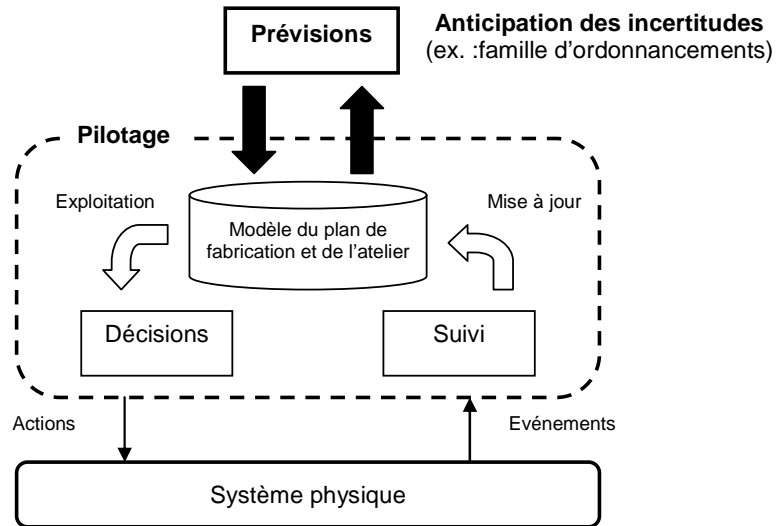 Prévisions
Anticipation des incertitudes
(ex. :famille d'ordonnancements)
Pilotage
Exploitation
Mise à jour
Modèle du plan de
fabrication et de l'atelier
Décisions
Suivi
Actions
Evénements
Système physique